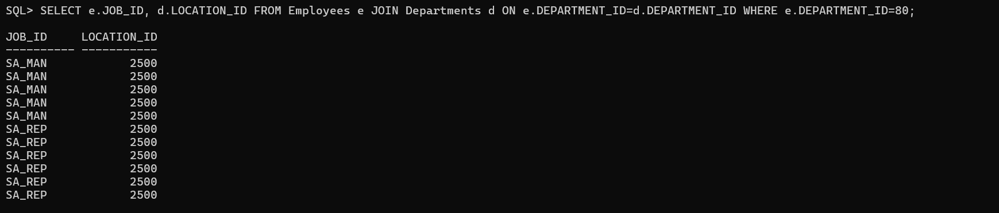 SQL> SELECT e.JOB_ID, d.LOCATION_ID FROM Employees e JOIN Departments d ON e.DEPARTMENT_ID=d.DEPARTMENT_ID WHERE e.DEPARTMENT_ID=80;
JOB_ID     LOCATION_ID
---------- -----------
SA_MAN            2500
SA_MAN            2500
SA_MAN            2500
SA_MAN            2500
SA_MAN            2500
SA_REP            2500
SA_REP            2500
SA_REP            2500
SA_REP            2500
SA_REP            2500
SA_REP            2500